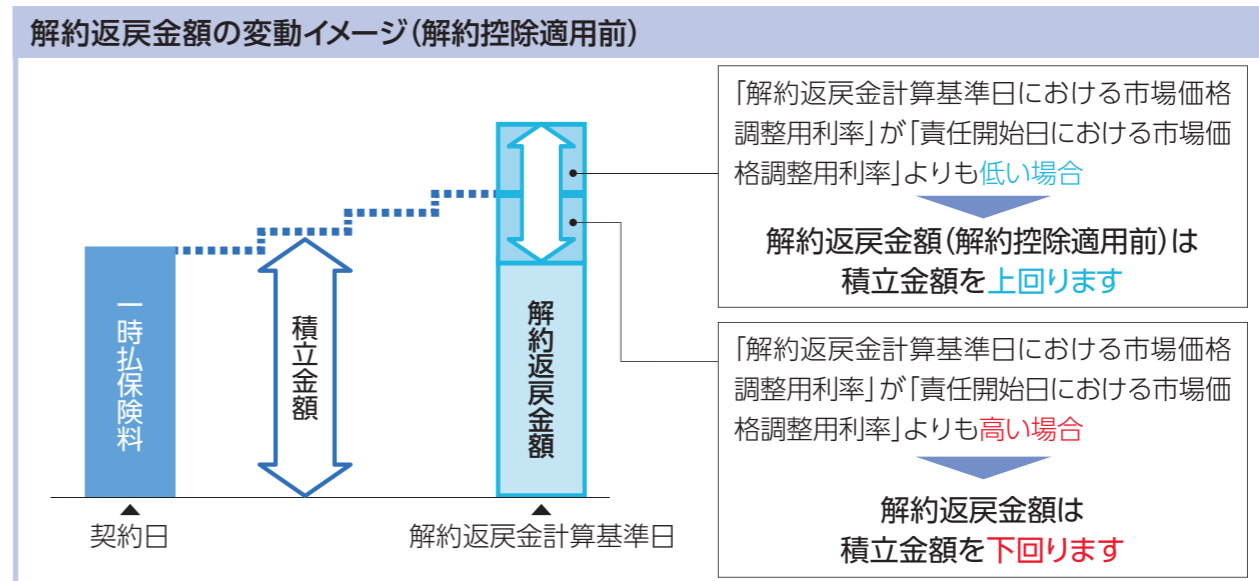 解約返戻金額の変動イメージ(解約控除適用前)
一時払保険料
積立金額
解約返戻金額
契約日
解約返戻金計算基準日
「解約返戻金計算基準日における市場価格
調整用利率」が「責任開始日における市場価
格調整用利率」よりも低い場合
解約返戻金額(解約控除適用前)は
積立金額を上回ります
「解約返戻金計算基準日における市場価格
調整用利率」が「責任開始日における市場価
格調整用利率」よりも高い場合
解約返戻金額は
積立金額を下回ります